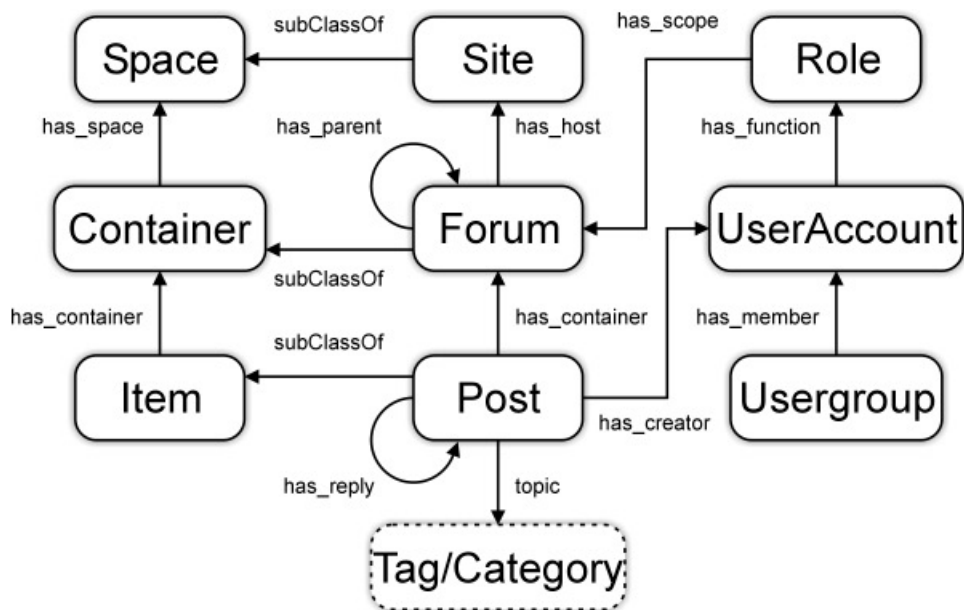 subClassOf
has_scope
Space
Site
Role
has_space
has_parent
has_host
has_function
Container
Forum
UserAccount
subClassOf
has_container
has_container
has_member
subClassOf
Item
Post
Usergroup
has_creator
has_reply
topic
Tag/Category